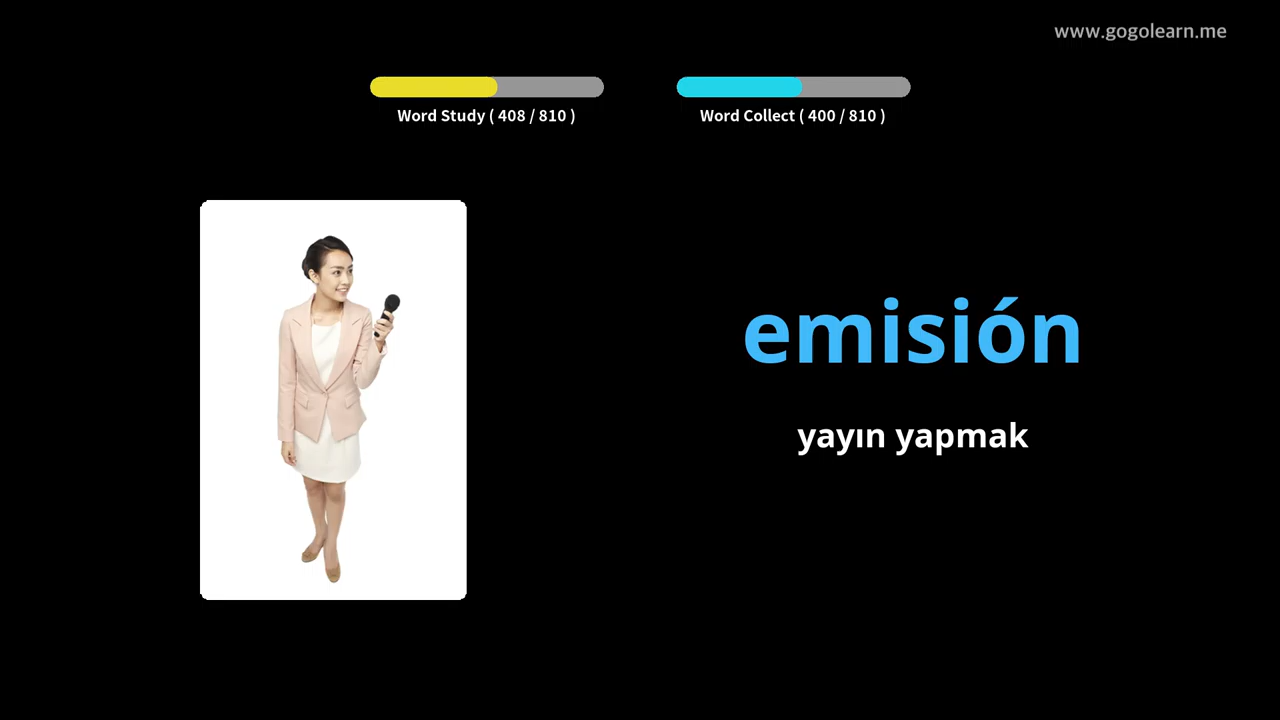 www.gogolearn.me
Word Study ( 408 / 810 )
Word Collect ( 400 / 810 )
emisión
yayın yapmak